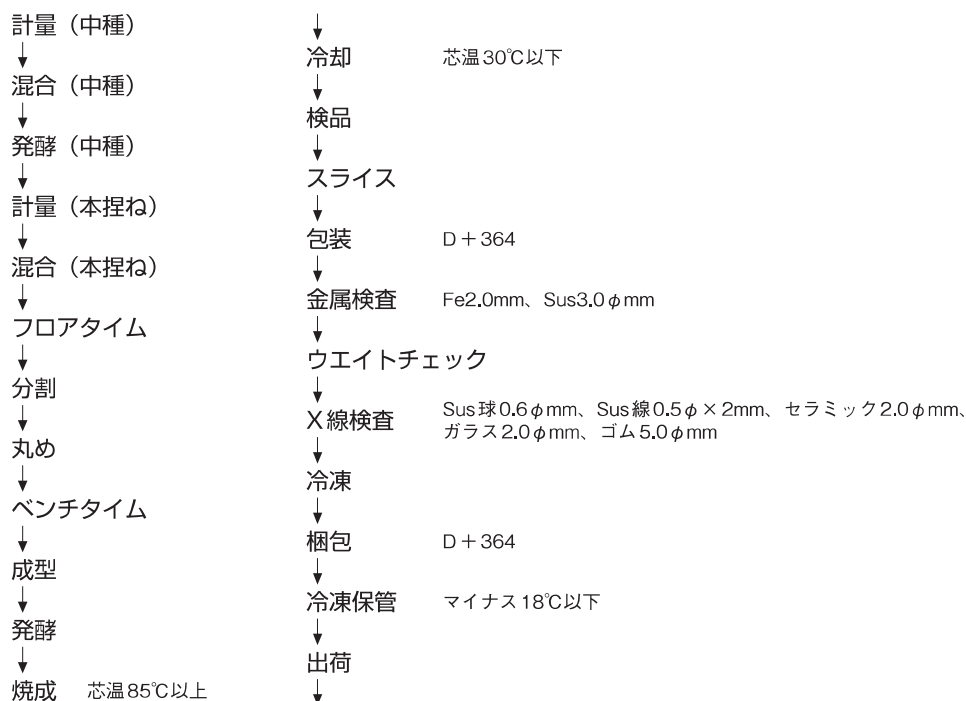 計量（中種）
混合（中種）
発酵（中種）
計量（本捏ね）
混合（本捏ね）
フロアタイム
分割
丸め
ベンチタイム
成型
発酵
焼成 芯温85℃以上
冷却 芯温30℃以下
検品
スライス
包装 D＋364
金属検査 Fe2.0mm、Sus3.0φmm
ウエイトチェック
X線検査 Sus球0.6φmm、Sus線0.5φ×2mm、セラミック2.0φmm、
ガラス2.0φmm、ゴム5.0φmm
冷凍
梱包 D＋364
冷凍保管 マイナス18℃以下
出荷